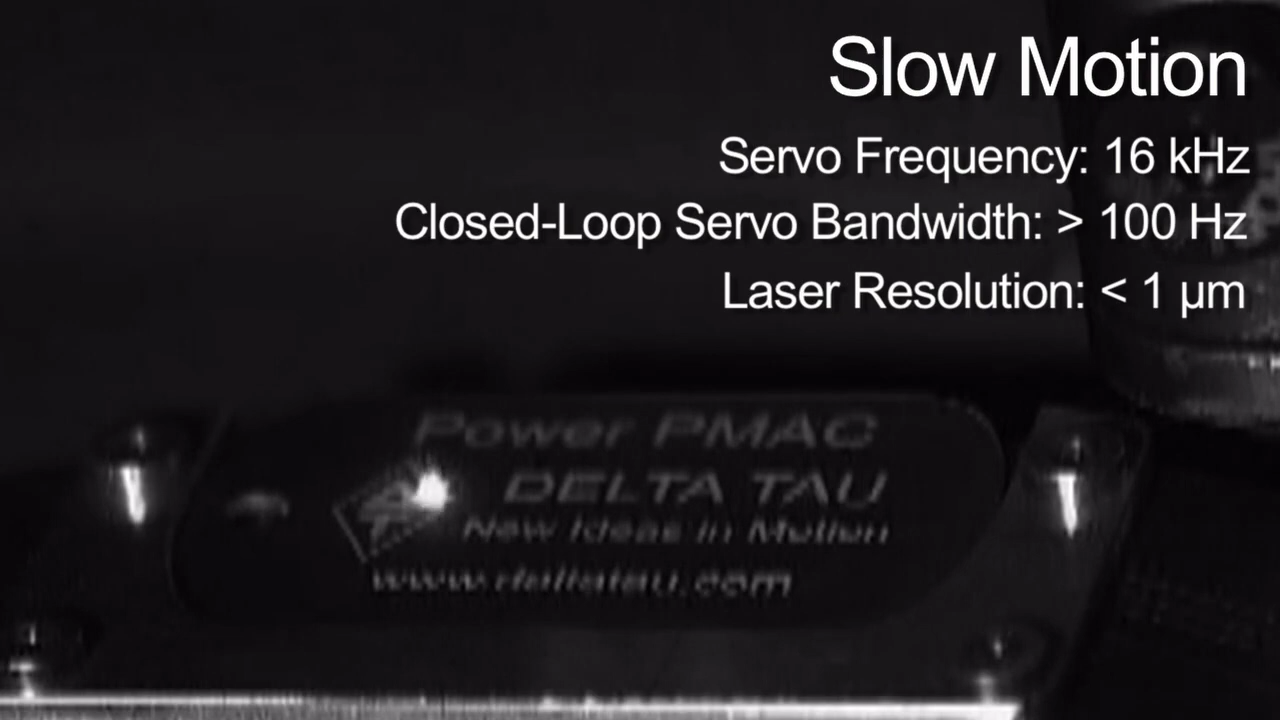 Slow Motion
Servo Frequency: 16 kHz
Closed-Loop Servo Bandwidth: > 100 Hz
Laser Resolution: < 1 µm
Power PMAC
DELTA TAU
New Ideas in Motion
www.deltatau.com